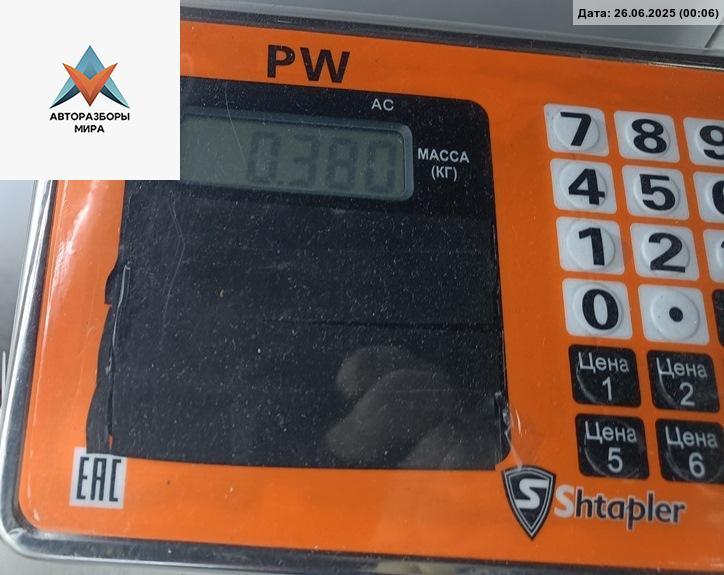 Дата: 26.06.2025 (00:06)
АВТОРАЗБОРЫ
МИРА
PW
AC
0.380
МАССА
(КГ)
7 8 9
4 5
1 2
0 .
Цена 1
Цена 2
Цена 5
Цена 6
EAC
S Shtapler